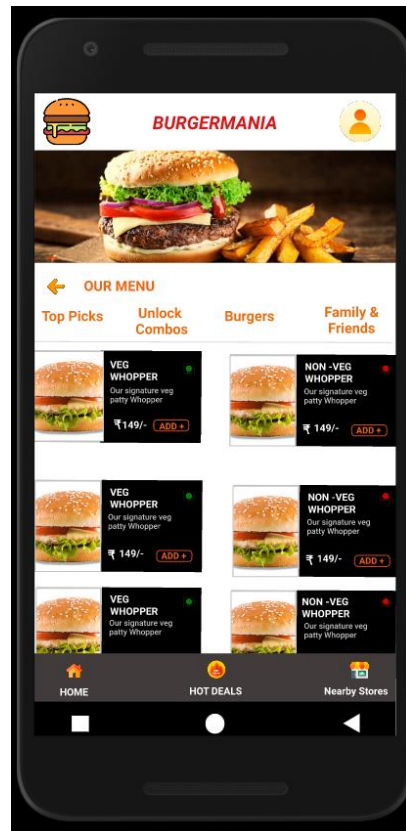 BURGERMANIA
OUR MENU
Top Picks
Unlock
Combos
Burgers
Family &
Friends
VEG
WHOPPER
Our signature veg
patty Whopper
₹149/- ADD +
NON -VEG
WHOPPER
Our signature veg
patty Whopper
₹ 149/- ADD +
VEG
WHOPPER
Our signature veg
patty Whopper
₹ 149/- ADD +
NON -VEG
WHOPPER
Our signature veg
patty Whopper
₹ 149/- ADD +
VEG
WHOPPER
Our signature veg
patty Whopper
NON -VEG
WHOPPER
Our signature veg
patty Whopper
HOME
HOT DEALS
Nearby Stores